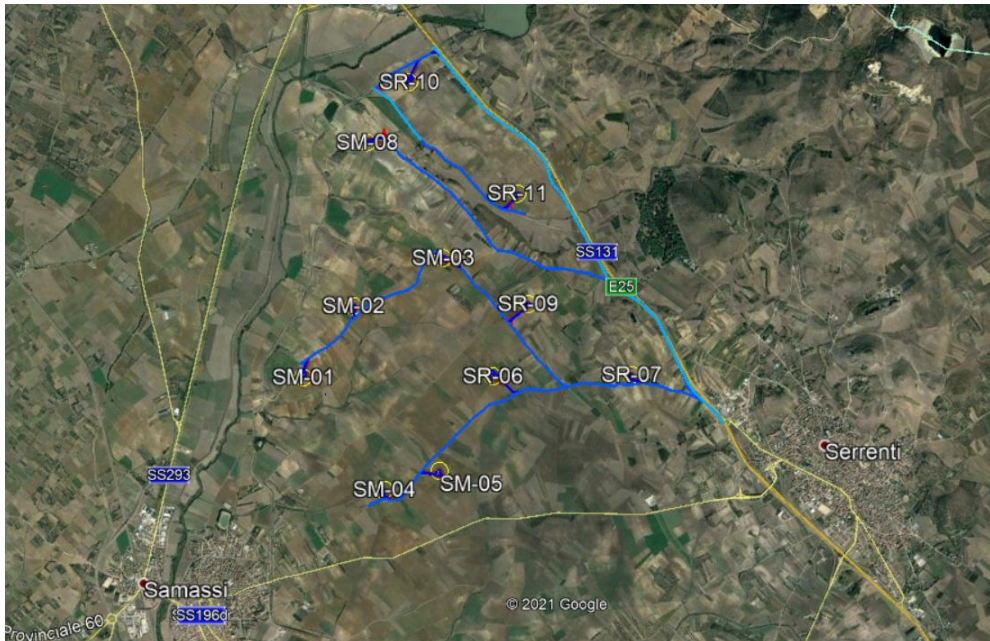 SR-10
SM-08
SR-11
SS131
SM-03
E25
SM-02
SR-09
SM-01
SR-06
SR-07
Serrenti
SS293
SM-04
SM-05
Samassi
© 2021 Google
SS196d
Provinciale 60